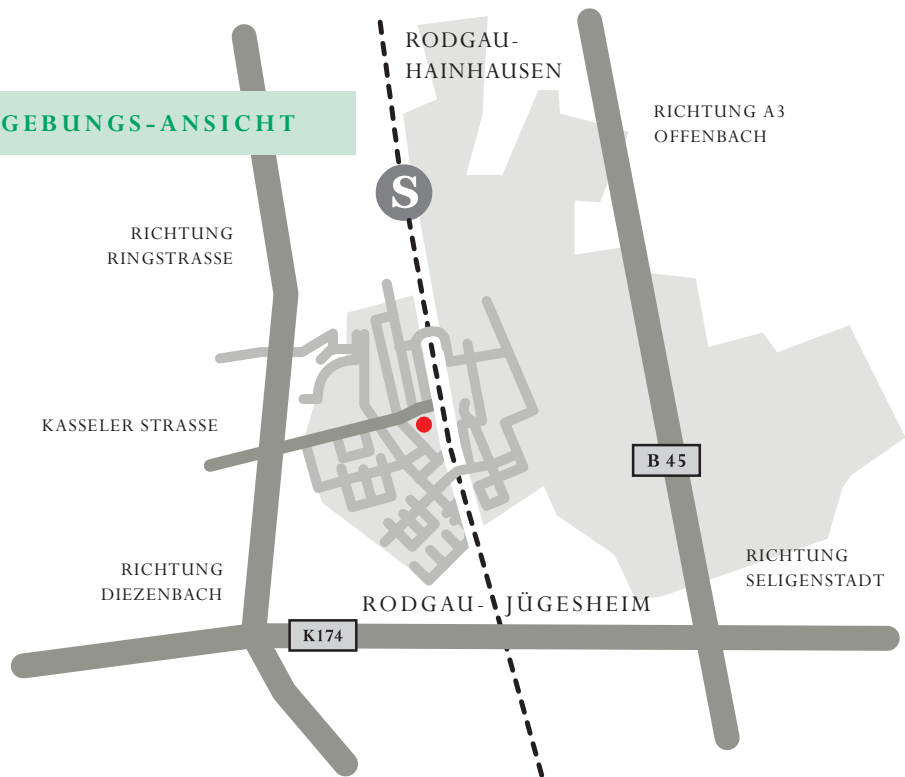 RODGAU-
HAINHAUSEN
GEBUNGS-ANSICHT
RICHTUNG A3
OFFENBACH
S
RICHTUNG
RINGSTRASSE
KASSELER STRASSE
B 45
RICHTUNG
SELIGENSTADT
RICHTUNG
DIEZENBACH
RODGAU- JÜGESHEIM
K174